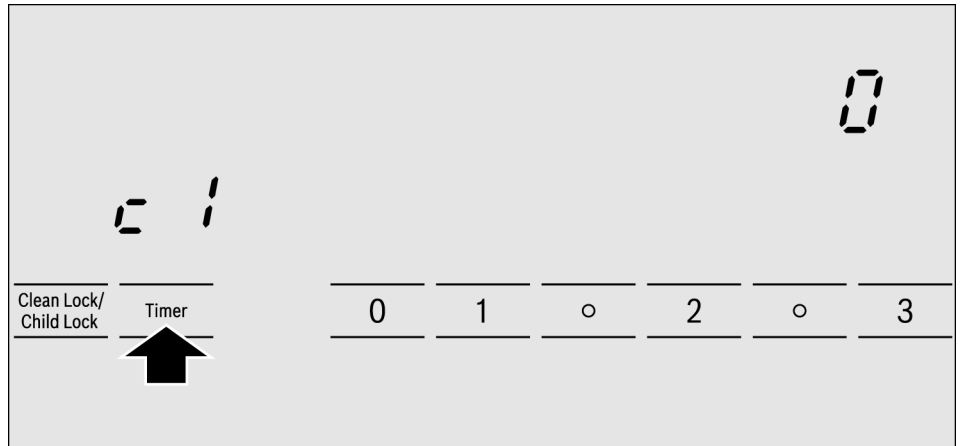 0
c 1
Clean Lock/
Child Lock
Timer
0 1 ○ 2 ○ 3